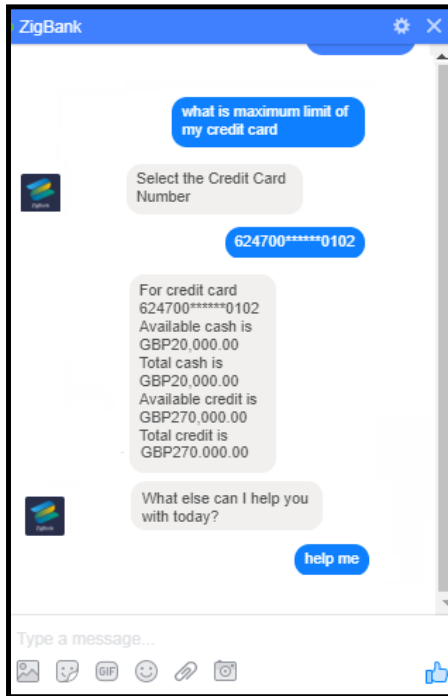 ZigBank
what is maximum limit of
my credit card
Select the Credit Card
Number
ZigBank
624700******0102
For credit card
624700******0102
Available cash is
GBP20,000.00
Total cash is
GBP20,000.00
Available credit is
GBP270,000.00
Total credit is
GBP270.000.00
What else can I help you
with today?
ZigBank
help me
Type a message...
GIF